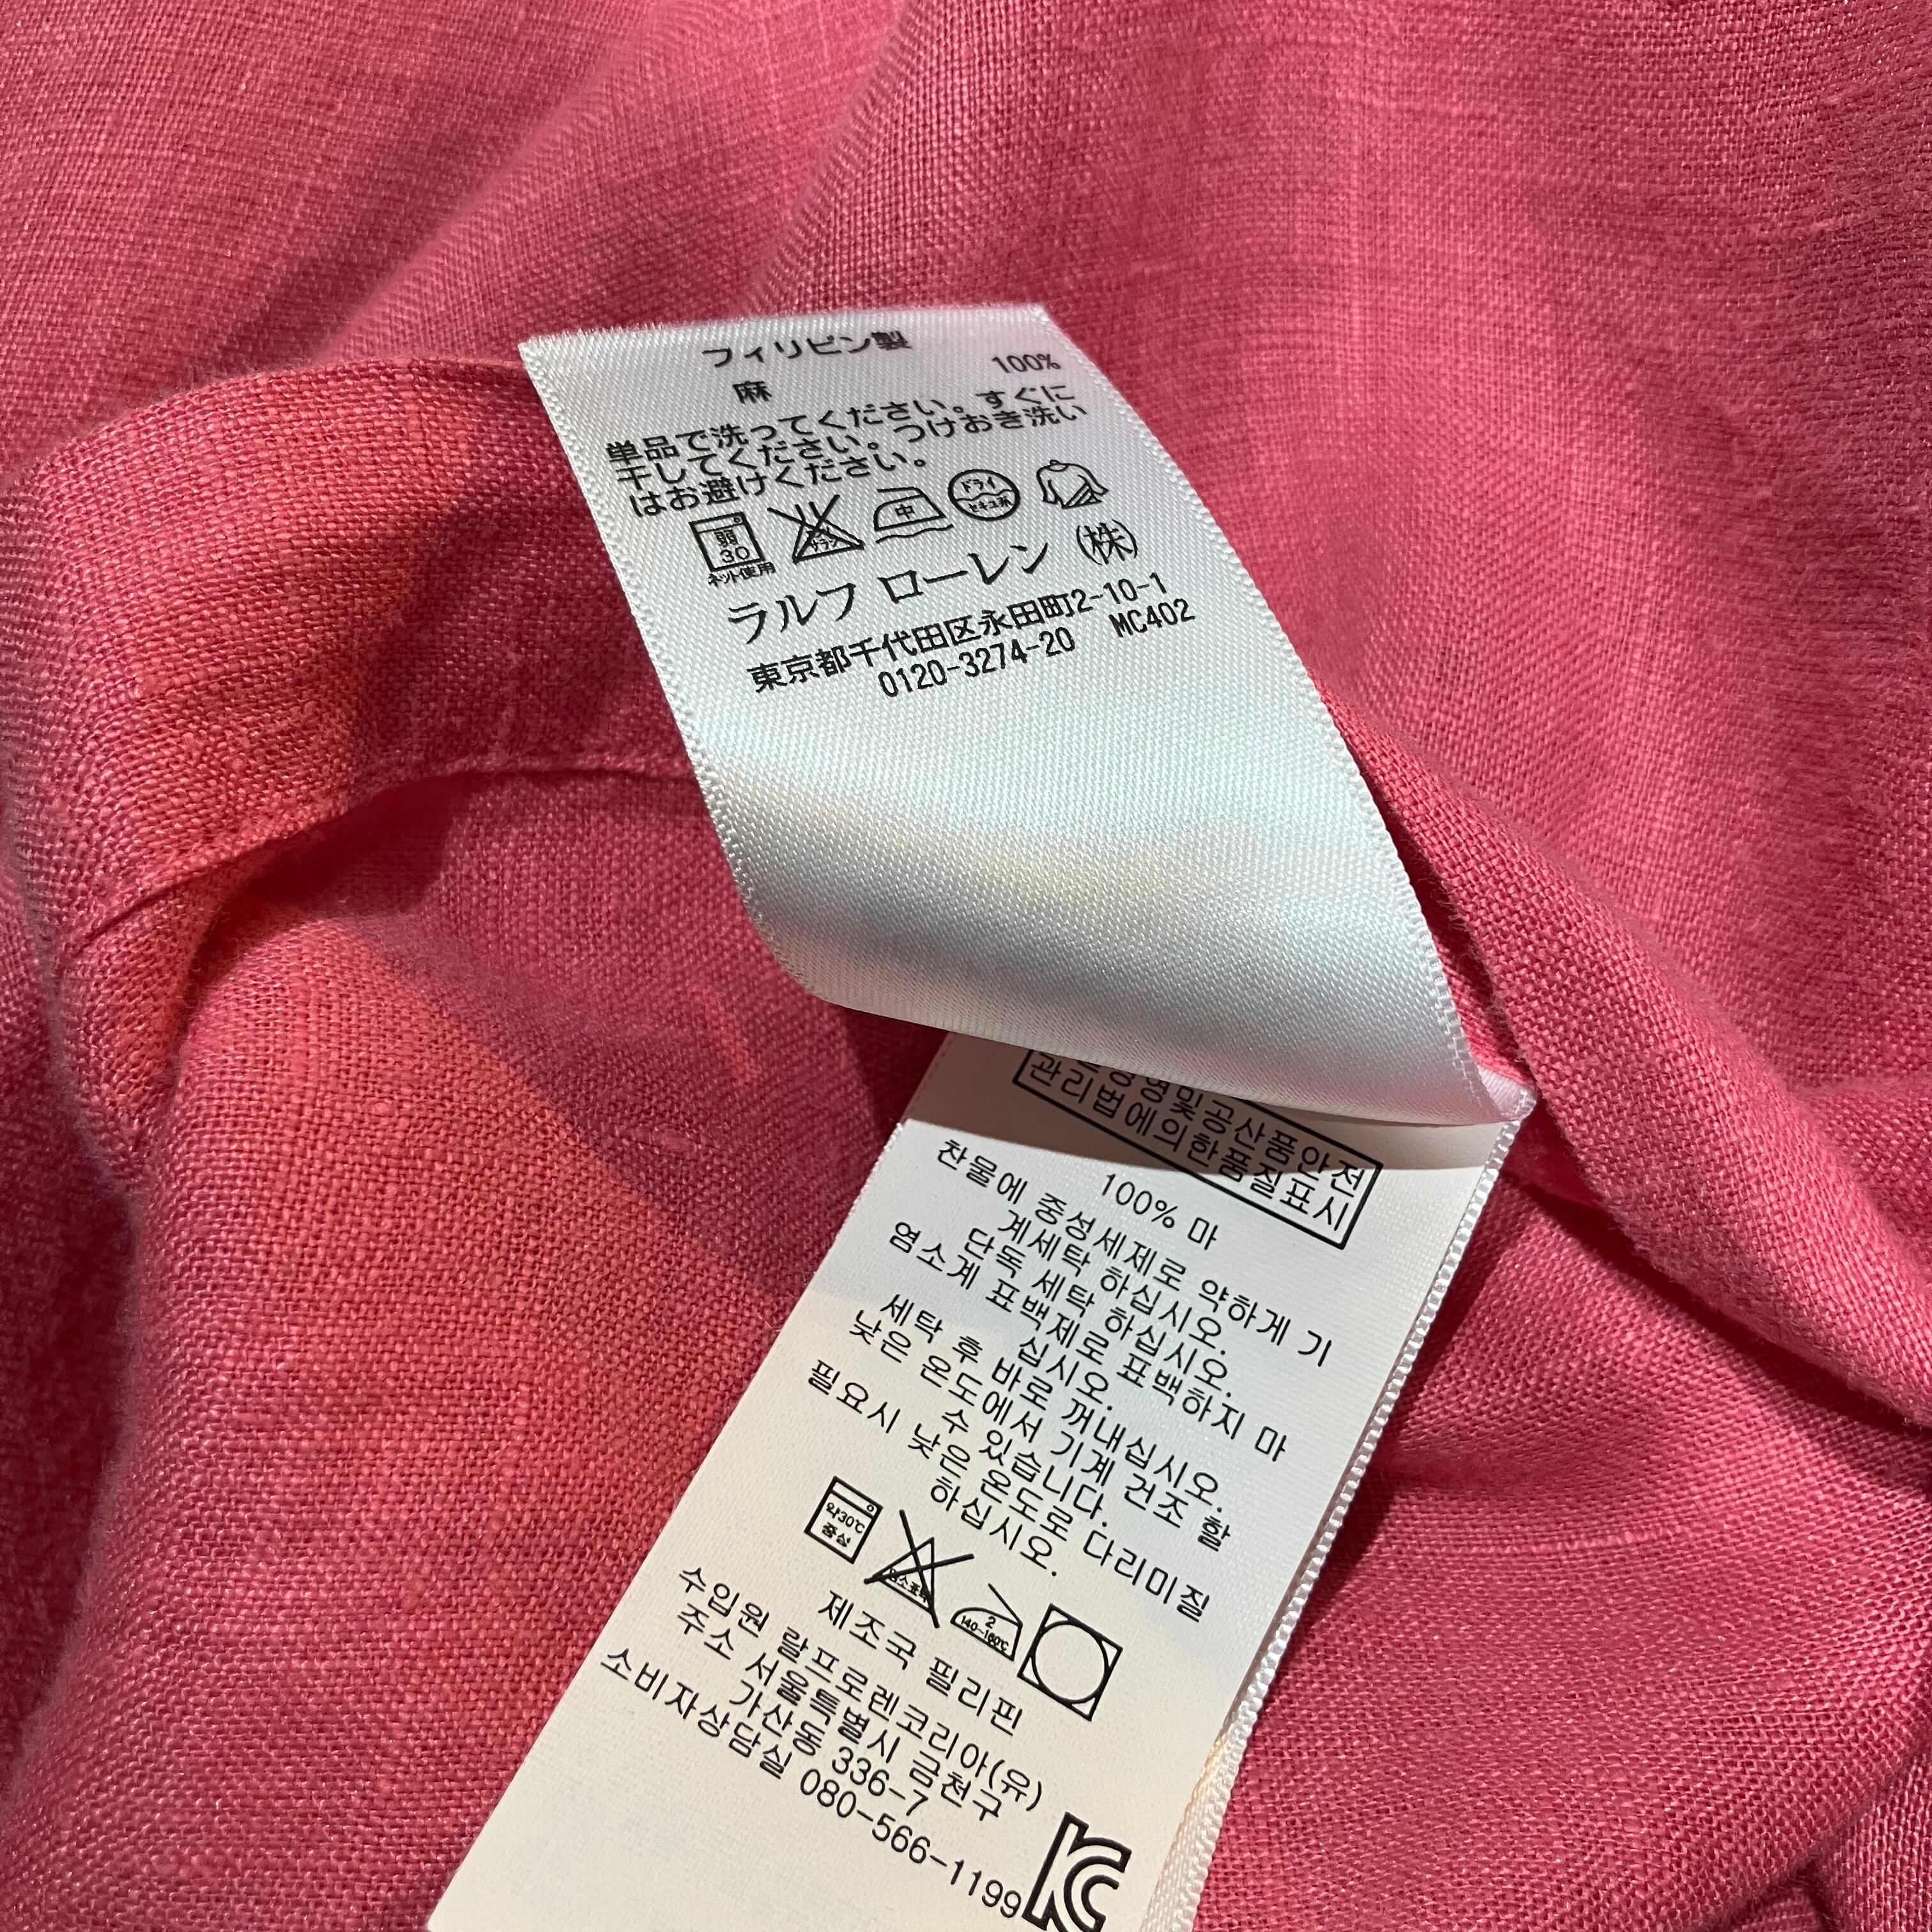 フィリピン製
麻 100%
単品で洗ってください。すぐに
干してください。つけおき洗い
はお避けください。
弱
30
ネット使用
中
ドライ
セキユ系
ラルフ ローレン (株)
東京都千代田区永田町2-10-1
0120-3274-20 MC402
관리법에의한품질표시
100% 마
찬물에 중성세제로 약하게 기
계세탁 하십시오.
단독 세탁 하십시오.
염소계 표백제로 표백하지 마
십시오.
세탁 후 바로 꺼내십시오.
낮은 온도에서 기계 건조 할
수 있습니다.
필요시 낮은 온도로 다리미질
하십시오.
약30℃
중성
2
140~160℃
제조국 필리핀
수입원 랄프로렌코리아(유)
주소 서울특별시 금천구
가산동 336-7
소비자상담실 080-566-1199